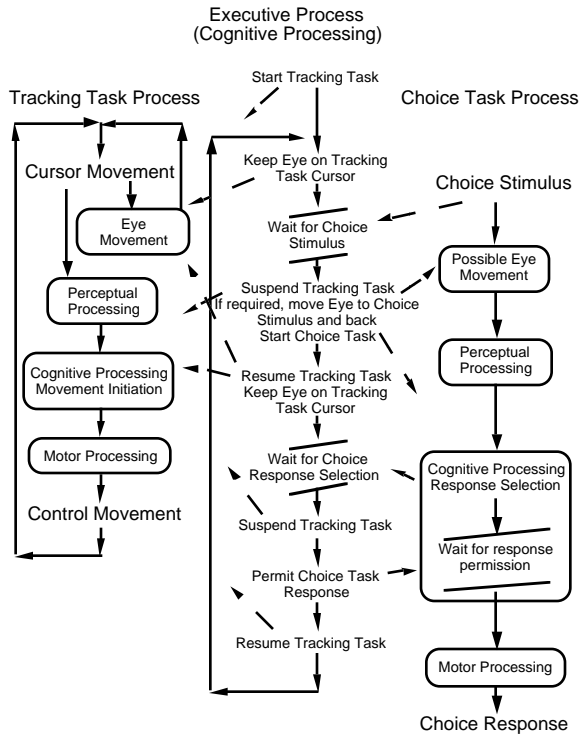 Executive Process
(Cognitive Processing)
Tracking Task Process
Cursor Movement
Eye
Movement
Perceptual
Processing
Cognitive Processing
Movement Initiation
Motor Processing
Control Movement
Start Tracking Task
Keep Eye on Tracking
Task Cursor
Wait for Choice
Stimulus
Suspend Tracking Task
If required, move Eye to Choice
Stimulus and back
Start Choice Task
Resume Tracking Task
Keep Eye on Tracking
Task Cursor
Wait for Choice
Response Selection
Suspend Tracking Task
Permit Choice Task
Response
Resume Tracking Task
Choice Task Process
Choice Stimulus
Possible Eye
Movement
Perceptual
Processing
Cognitive Processing
Response Selection
Wait for response
permission
Motor Processing
Choice Response